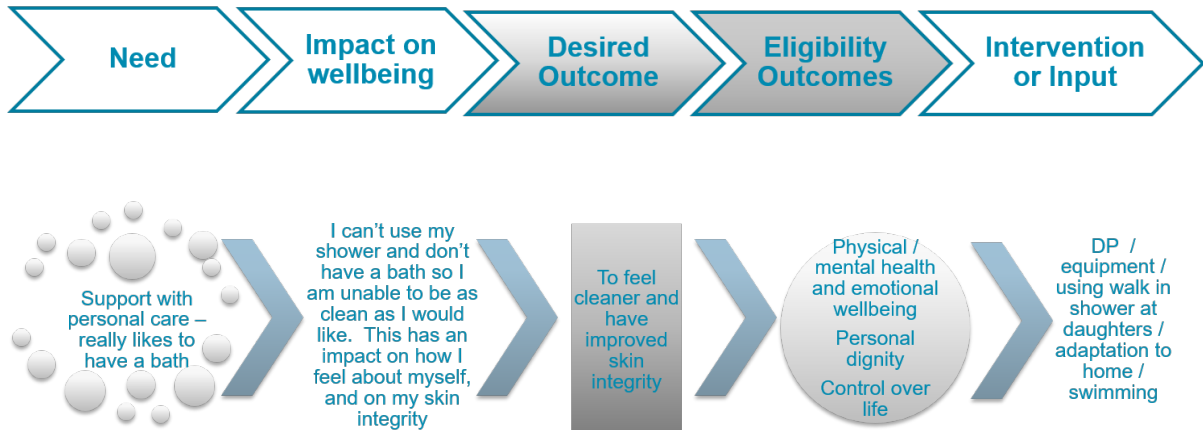 Need
Impact on
wellbeing
Desired
Outcome
Eligibility
Outcomes
Intervention
or Input
Support with
personal care –
really likes to
have a bath
I can’t use my
shower and don’t
have a bath so I
am unable to be as
clean as I would
like.  This has an
impact on how I
feel about myself,
and on my skin
integrity
To feel
cleaner and
have
improved
skin
integrity
Physical /
mental health
and emotional
wellbeing
Personal
dignity
Control over
life
DP  /
equipment /
using walk in
shower at
daughters /
adaptation to
home /
swimming